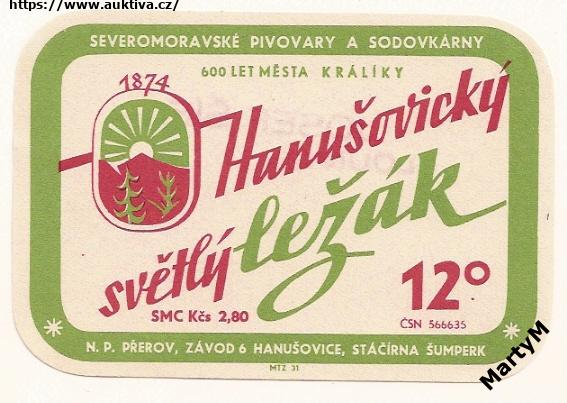 https://www.auktiva.cz/
SEVEROMORAVSKÉ PIVOVARY A SODOVKÁRNY
600 LET MĚSTA KRÁLÍKY
1874
Hanušovický
světlý ležák
12°
SMC Kčs 2,80
ČSN 566635
N. P. PŘEROV, ZÁVOD 6 HANUŠOVICE, STÁČÍRNA ŠUMPERK
MTZ 31
MartyM